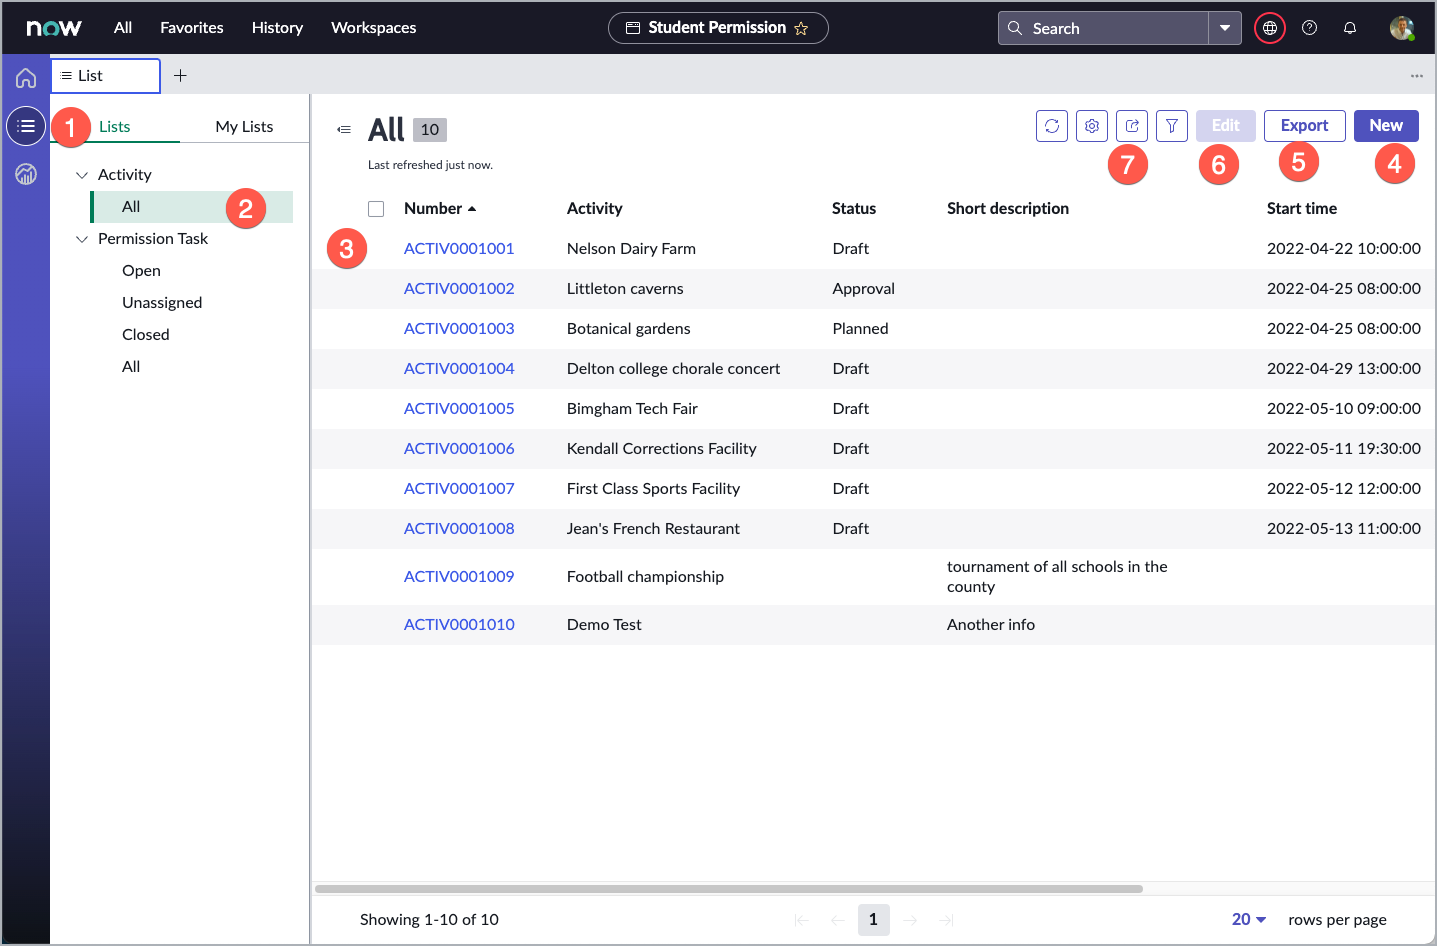 now All Favorites History Workspaces Student Permission Search
List
1 Lists My Lists
Activity
All 2
Permission Task
Open
Unassigned
Closed
All
All 10 Edit Export New
Last refreshed just now.
7 6 5 4
Number Activity Status Short description Start time
3 ACTIV0001001 Nelson Dairy Farm Draft 2022-04-22 10:00:00
ACTIV0001002 Littleton caverns Approval 2022-04-25 08:00:00
ACTIV0001003 Botanical gardens Planned 2022-04-25 08:00:00
ACTIV0001004 Delton college chorale concert Draft 2022-04-29 13:00:00
ACTIV0001005 Bimgham Tech Fair Draft 2022-05-10 09:00:00
ACTIV0001006 Kendall Corrections Facility Draft 2022-05-11 19:30:00
ACTIV0001007 First Class Sports Facility Draft 2022-05-12 12:00:00
ACTIV0001008 Jean's French Restaurant Draft 2022-05-13 11:00:00
ACTIV0001009 Football championship tournament of all schools in the
county
ACTIV0001010 Demo Test Another info
Showing 1-10 of 10 1 20 rows per page